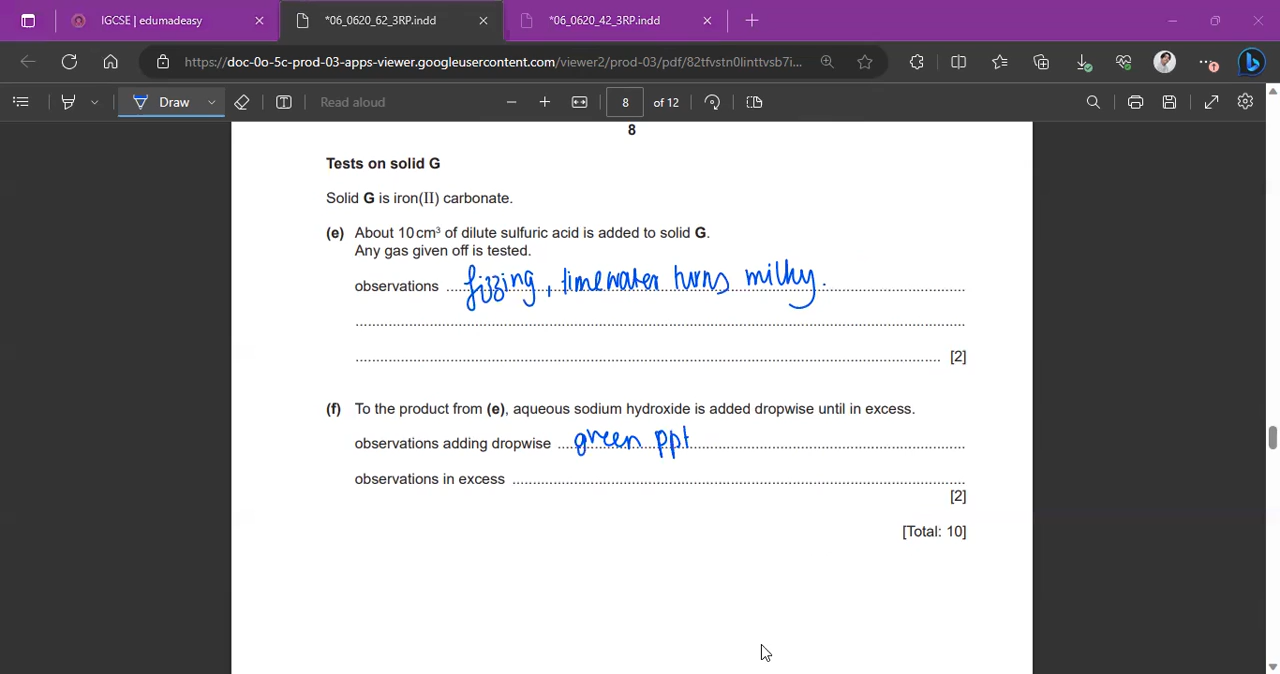 IGCSE | edumadeasy
*06_0620_62_3RP.indd
*06_0620_42_3RP.indd
https://doc-0o-5c-prod-03-apps-viewer.googleusercontent.com/viewer2/prod-03/pdf/82tfvstn0linttvsb7i...
Draw
Read aloud
8 of 12
8
Tests on solid G
Solid G is iron(II) carbonate.
(e) About 10 cm³ of dilute sulfuric acid is added to solid G.
Any gas given off is tested.
observations fizzing, limewater turns milky.
[2]
(f) To the product from (e), aqueous sodium hydroxide is added dropwise until in excess.
observations adding dropwise green ppt
observations in excess
[2]
[Total: 10]